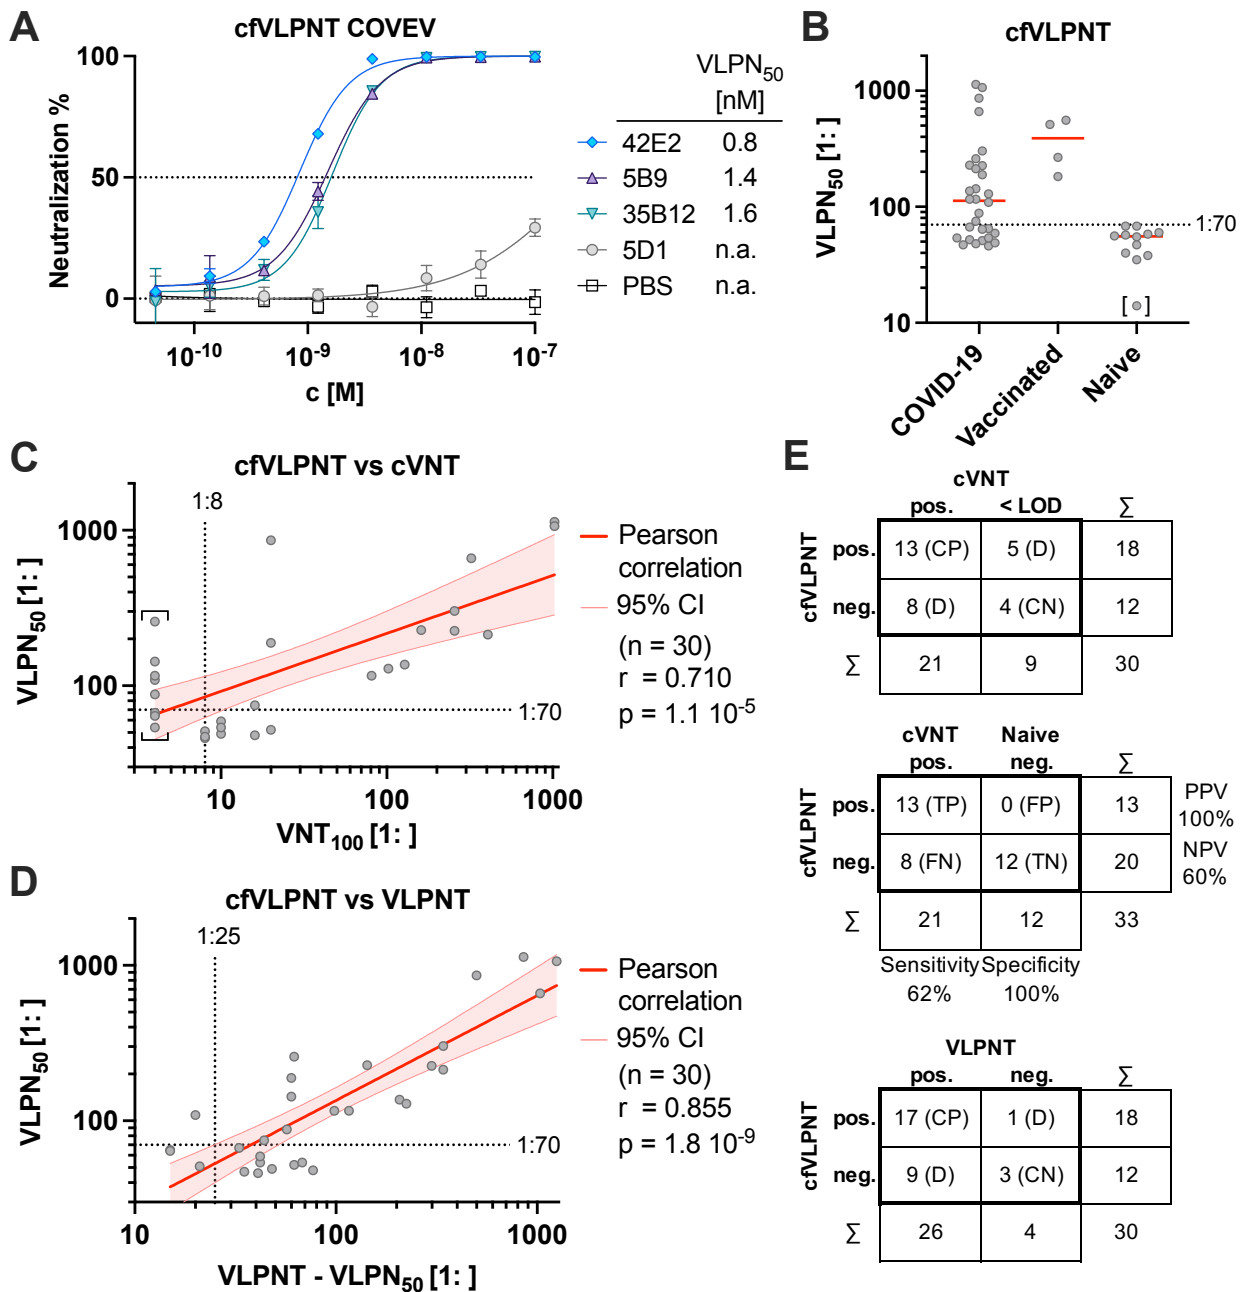 A
cfVLPNT COVEV
Neutralization %
100
50
0
10-10
10-9
10-8
10-7
c [M]
VLPN50
[nM]
42E2 0.8
5B9 1.4
35B12 1.6
5D1 n.a.
PBS n.a.
B
cfVLPNT
VLPN50 [1: ]
1000
100
10
1:70
[ ]
COVID-19
Vaccinated
Naive
C
cfVLPNT vs cVNT
1:8
VLPN50 [1: ]
1000
100
1:70
10
100
1000
VNT100 [1: ]
Pearson
correlation
95% CI
(n = 30)
r = 0.710
p = 1.1 10-5
D
cfVLPNT vs VLPNT
1:25
VLPN50 [1: ]
1000
100
1:70
10
100
1000
VLPNT - VLPN50 [1: ]
Pearson
correlation
95% CI
(n = 30)
r = 0.855
p = 1.8 10-9
E
cVNT
pos. < LOD ∑
cfVLPNT
pos. 13 (CP) 5 (D) 18
neg. 8 (D) 4 (CN) 12
∑ 21 9 30
cVNT Naive
pos. neg. ∑
cfVLPNT
pos. 13 (TP) 0 (FP) 13 PPV
100%
neg. 8 (FN) 12 (TN) 20 NPV
60%
∑ 21 12 33
Sensitivity Specificity
62% 100%
VLPNT
pos. neg. ∑
cfVLPNT
pos. 17 (CP) 1 (D) 18
neg. 9 (D) 3 (CN) 12
∑ 26 4 30